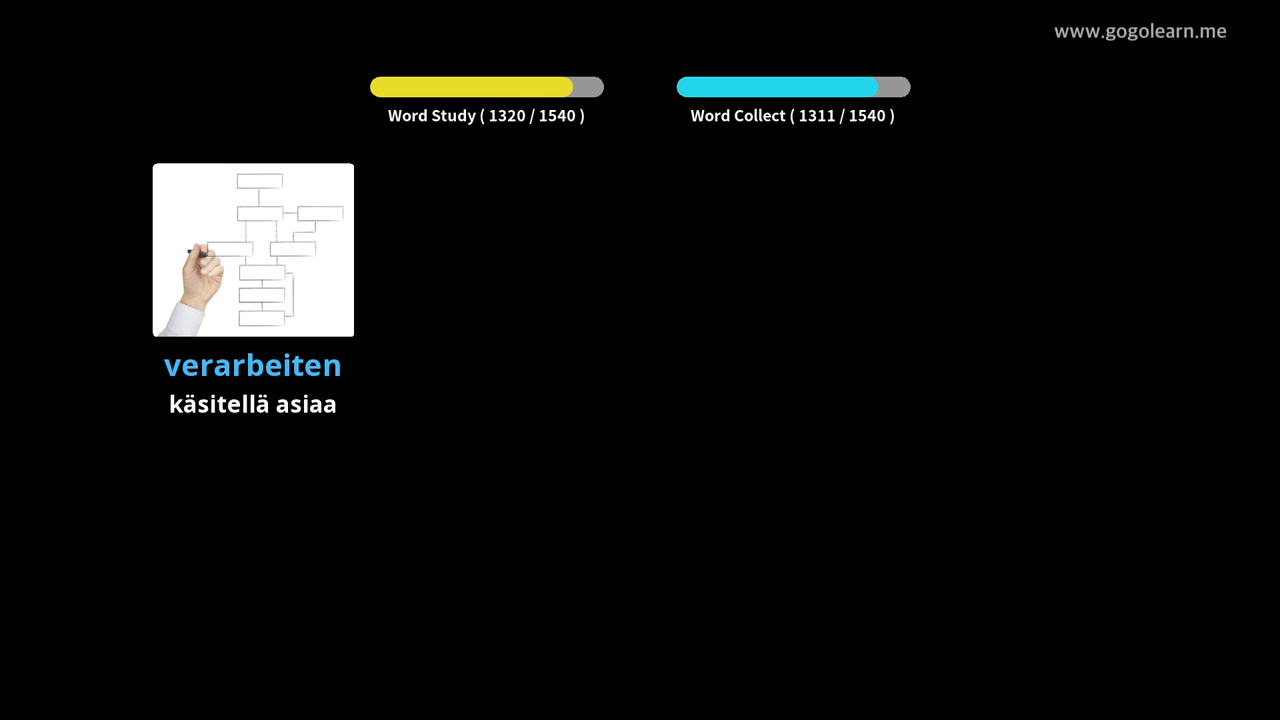 www.gogolearn.me
Word Study ( 1320 / 1540 )
Word Collect ( 1311 / 1540 )
verarbeiten
käsitellä asiaa